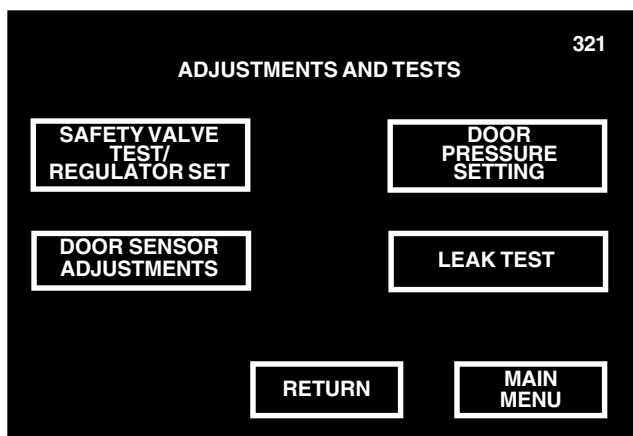 321
ADJUSTMENTS AND TESTS
SAFETY VALVE
TEST/
REGULATOR SET
DOOR
PRESSURE
SETTING
DOOR SENSOR
ADJUSTMENTS
LEAK TEST
RETURN
MAIN
MENU